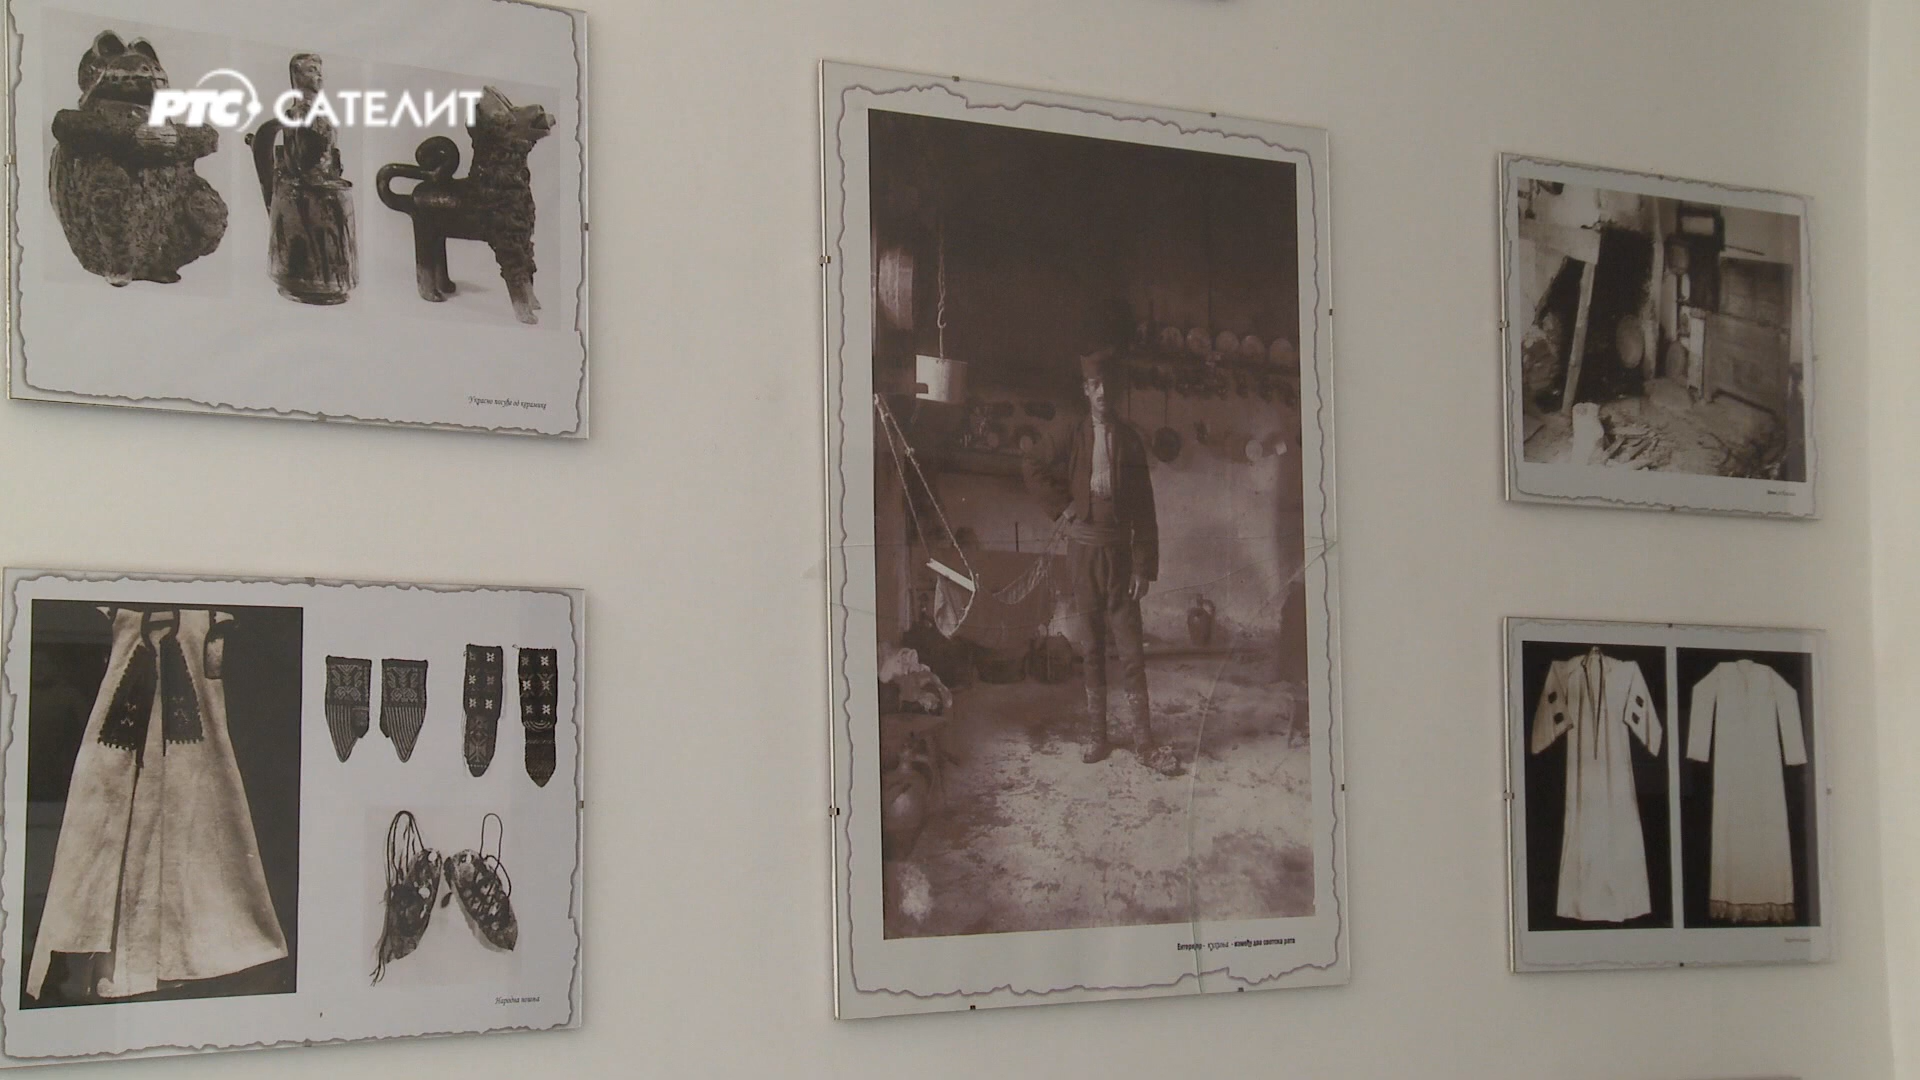 РТС САТЕЛИТ
Украсно посуђе од керамике
Народна ношња
Ентеријер - кућа - између два светска рата